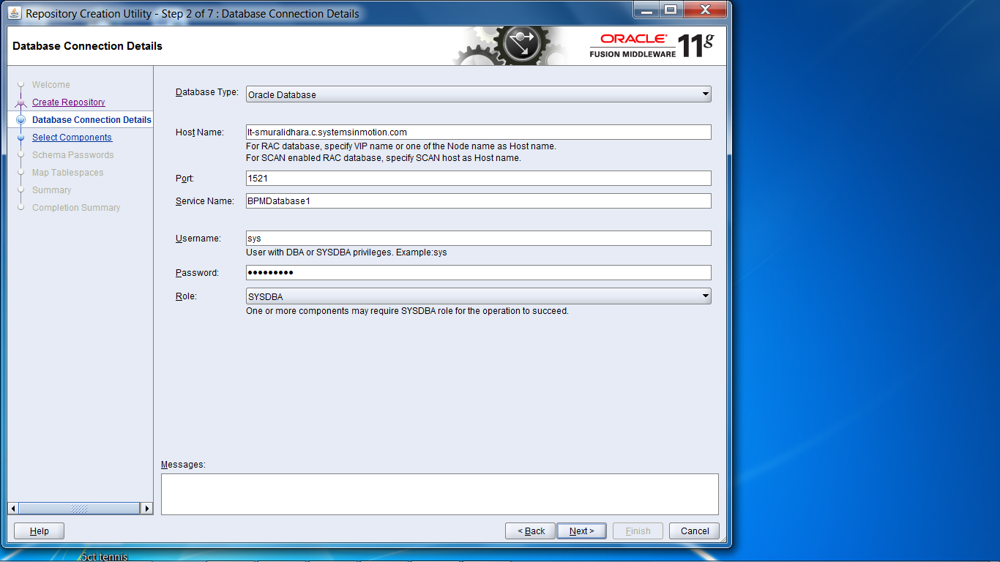 Repository Creation Utility - Step 2 of 7 : Database Connection Details
Database Connection Details
ORACLE
FUSION MIDDLEWARE 11g
Welcome
Create Repository
Database Connection Details
Select Components
Schema Passwords
Map Tablespaces
Summary
Completion Summary
Database Type: Oracle Database
Host Name: lt-smuralidhara.c.systemsinmotion.com
For RAC database, specify VIP name or one of the Node name as Host name.
For SCAN enabled RAC database, specify SCAN host as Host name.
Port: 1521
Service Name: BPMDatabase1
Username: sys
User with DBA or SYSDBA privileges. Example:sys
Password: •••••••••
Role: SYSDBA
One or more components may require SYSDBA role for the operation to succeed.
Messages:
Help
< Back
Next >
Finish
Cancel
.5ct tennis